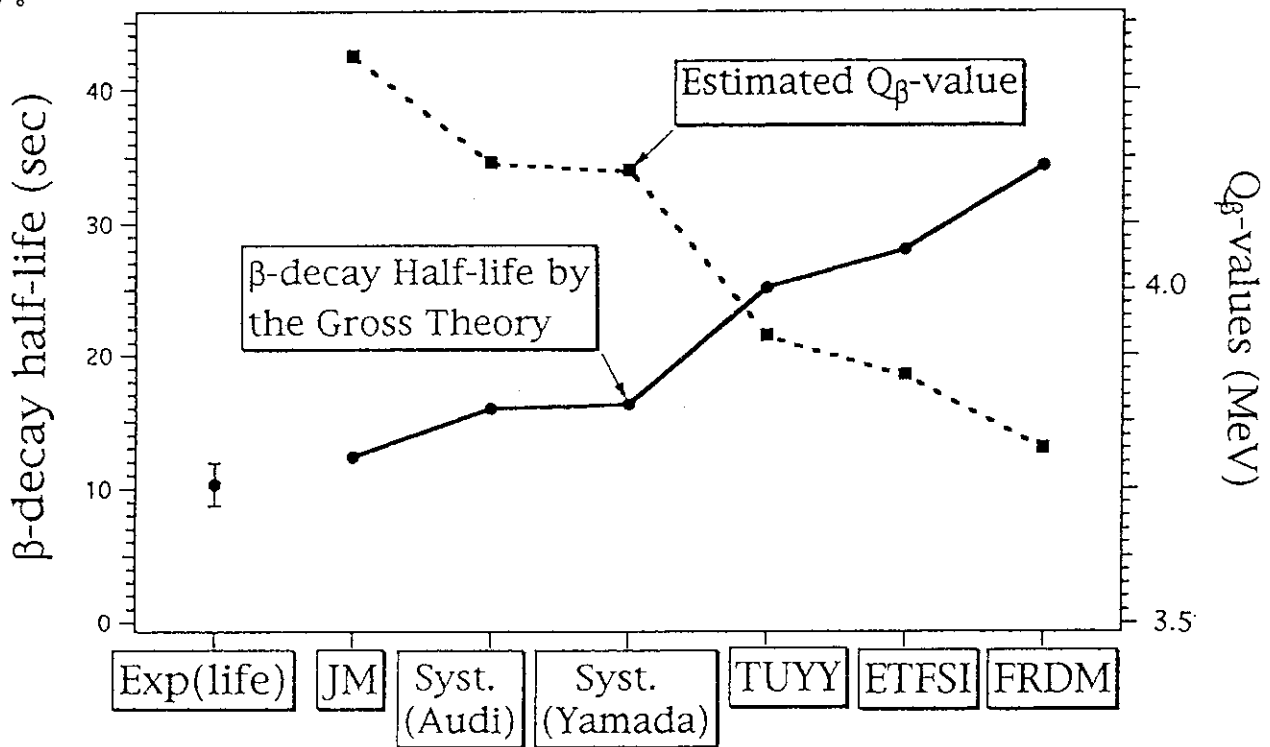 β-decay half-life (sec)
40
30
20
10
0
Estimated Qβ-value
β-decay Half-life by
the Gross Theory
4.0
3.5
Qβ-values (MeV)
Exp(life)
JM
Syst.
(Audi)
Syst.
(Yamada)
TUYY
ETFSI
FRDM